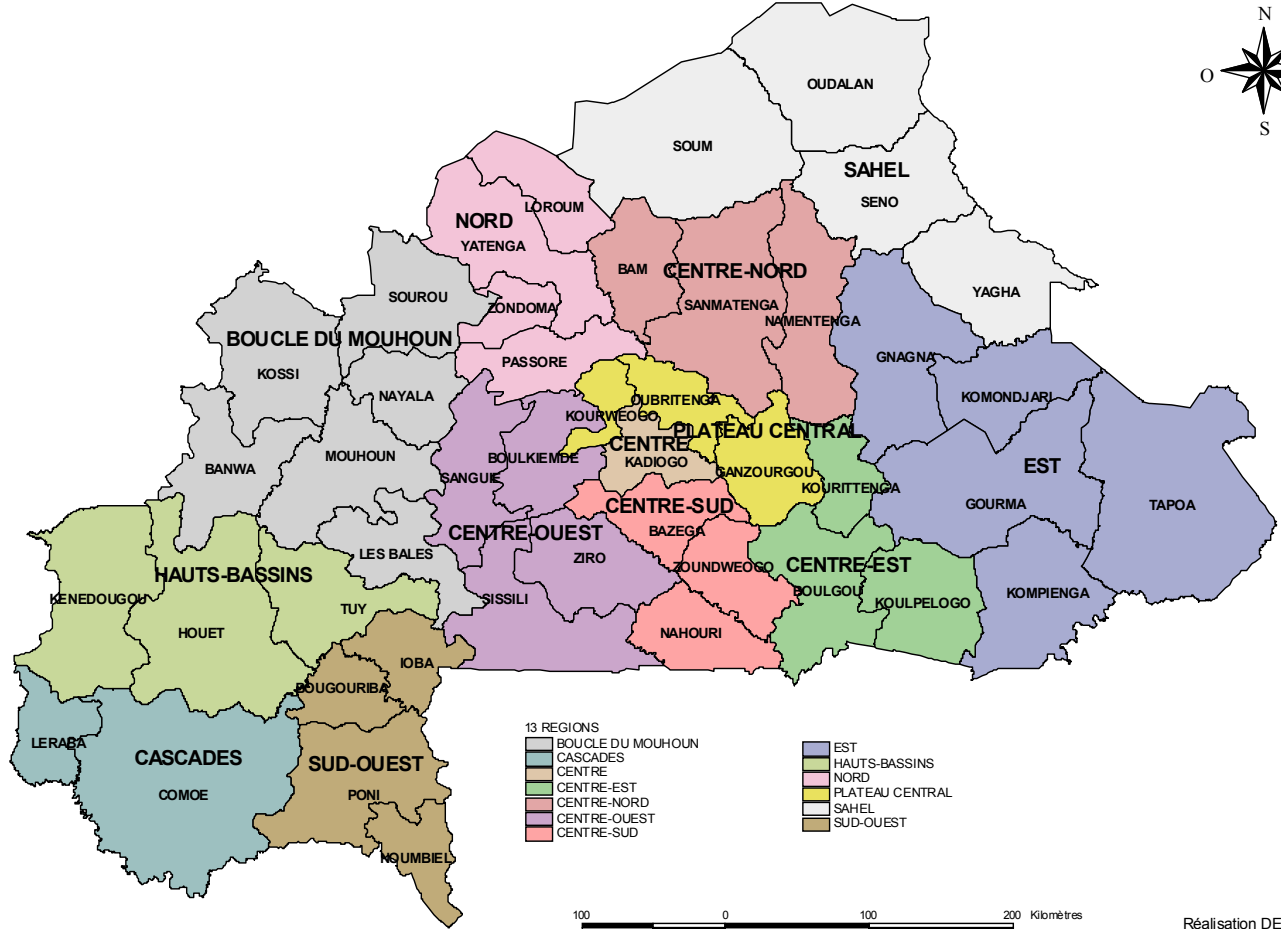 N
O
S
OUDALAN
SOUM
SAHEL
SENO
LOROUM
NORD
YATENGA
BAM
CENTRE-NORD
SANMATENGA
YAGHA
SOUROU
ZONDOMA
NAMENTENGA
BOUCLE DU MOUHOUN
KOSSI
PASSORE
GNAGNA
NAYALA
KOMONDJARI
OUBRITENGA
KOURWEOGO
PLATEAU CENTRAL
CENTRE
KADIOGO
MOUHOUN
BOULKIEMDE
BANWA
SANGUIE
GANZOURGOU
EST
KOURITTENGA
GOURMA
TAPOA
CENTRE-SUD
BAZEGA
CENTRE-OUEST
LES BALES
ZIRO
HAUTS-BASSINS
ZOUNDWEOGO
CENTRE-EST
BOULGOU
KOMPIENGA
KENEDOUGOU
SISSILI
KOULPELOGO
TUY
HOUET
NAHOURI
IOBA
BOUGOURIBA
LERABA
CASCADES
COMOE
SUD-OUEST
PONI
NOUMBIEL
13 REGIONS
BOUCLE DU MOUHOUN
CASCADES
CENTRE
CENTRE-EST
CENTRE-NORD
CENTRE-OUEST
CENTRE-SUD
EST
HAUTS-BASSINS
NORD
PLATEAU CENTRAL
SAHEL
SUD-OUEST
100 0 100 200 Kilomètres
Réalisation DE